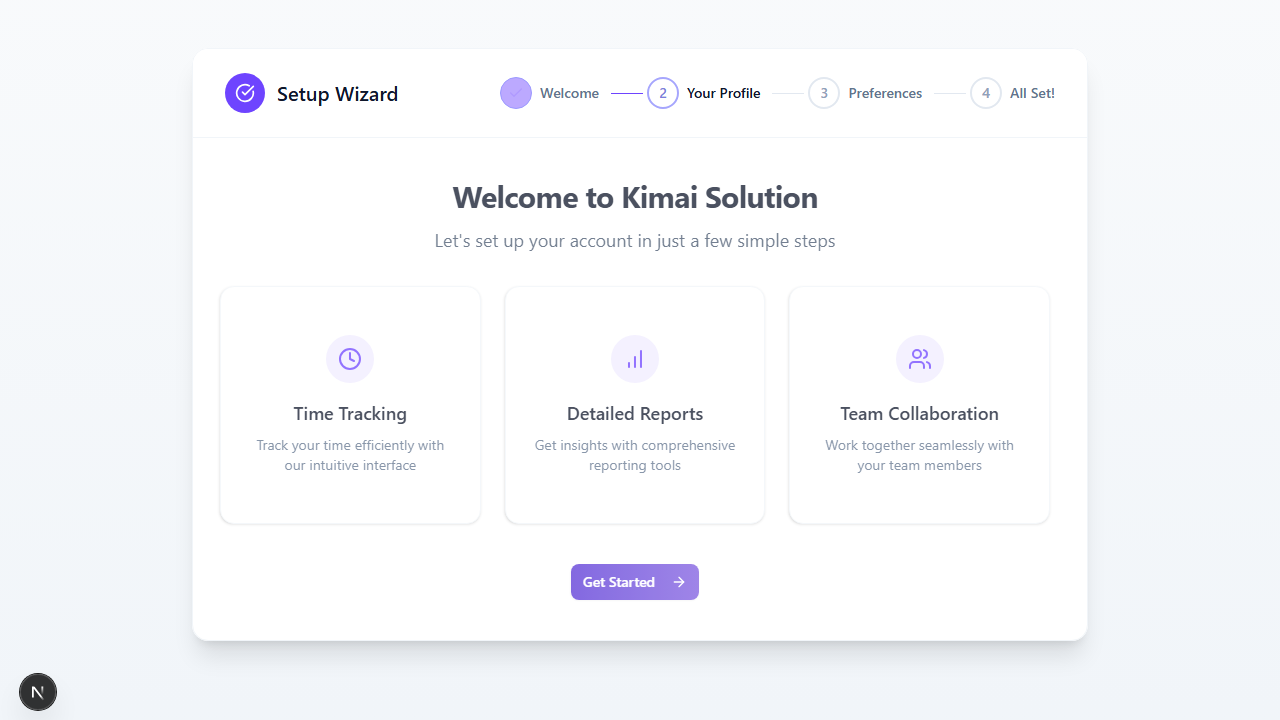 Setup Wizard
Welcome
2 Your Profile
3 Preferences
4 All Set!
Welcome to Kimai Solution
Let's set up your account in just a few simple steps
Time Tracking
Track your time efficiently with
our intuitive interface
Detailed Reports
Get insights with comprehensive
reporting tools
Team Collaboration
Work together seamlessly with
your team members
Get Started
N